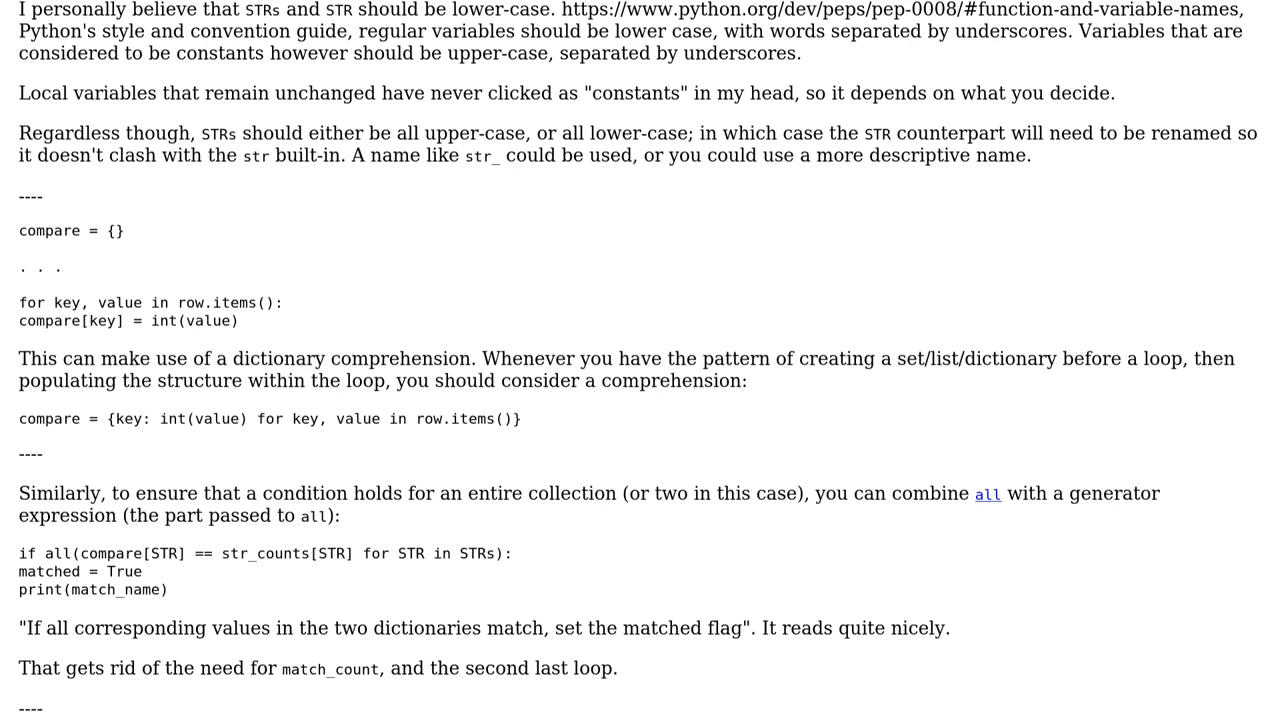 I personally believe that STRs and STR should be lower-case. https://www.python.org/dev/peps/pep-0008/#function-and-variable-names,
Python's style and convention guide, regular variables should be lower case, with words separated by underscores. Variables that are
considered to be constants however should be upper-case, separated by underscores.
Local variables that remain unchanged have never clicked as "constants" in my head, so it depends on what you decide.
Regardless though, STRs should either be all upper-case, or all lower-case; in which case the STR counterpart will need to be renamed so
it doesn't clash with the str built-in. A name like str_ could be used, or you could use a more descriptive name.
----
compare = {}
. . .
for key, value in row.items():
compare[key] = int(value)
This can make use of a dictionary comprehension. Whenever you have the pattern of creating a set/list/dictionary before a loop, then
populating the structure within the loop, you should consider a comprehension:
compare = {key: int(value) for key, value in row.items()}
----
Similarly, to ensure that a condition holds for an entire collection (or two in this case), you can combine all with a generator
expression (the part passed to all):
if all(compare[STR] == str_counts[STR] for STR in STRs):
matched = True
print(match_name)
"If all corresponding values in the two dictionaries match, set the matched flag". It reads quite nicely.
That gets rid of the need for match_count, and the second last loop.
----